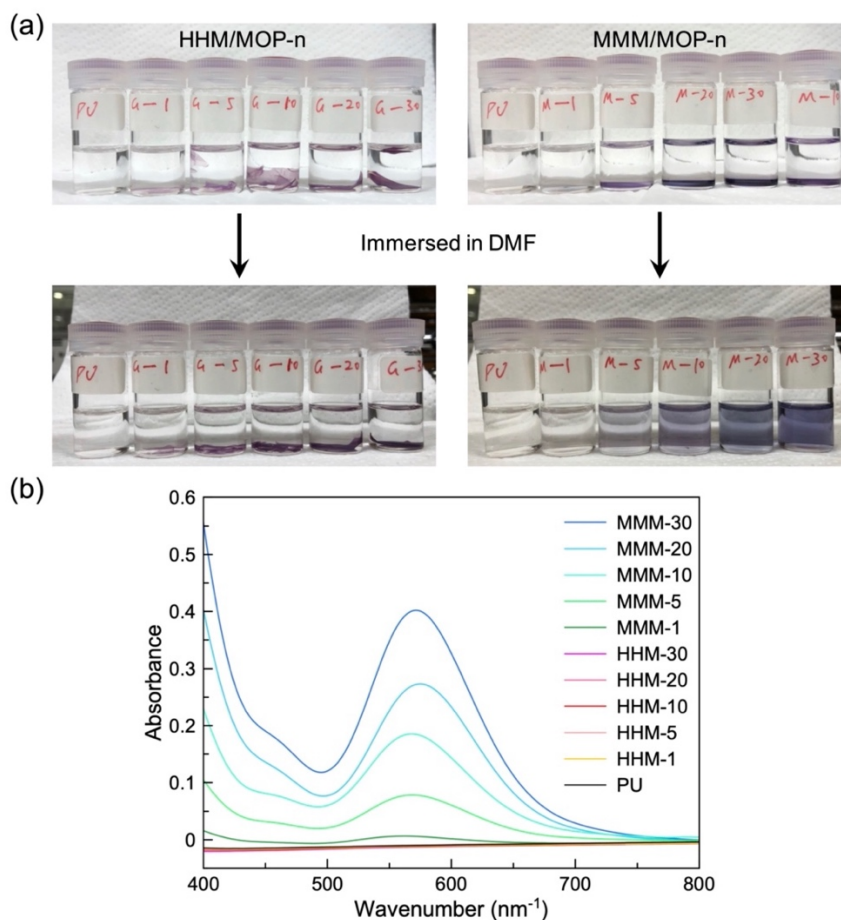 (a)
HHM/MOP-n
MMM/MOP-n
PU G-1 G-5 G-10 G-20 G-30
PU M-1 M-5 M-20 M-30 M-10
Immersed in DMF
PU G-1 G-5 G-10 G-20 G-30
PU M-1 M-5 M-10 M-20 M-30
(b)
0.6
0.5
0.4
0.3
0.2
0.1
0
Absorbance
400 500 600 700 800
Wavenumber (nm⁻¹)
MMM-30
MMM-20
MMM-10
MMM-5
MMM-1
HHM-30
HHM-20
HHM-10
HHM-5
HHM-1
PU